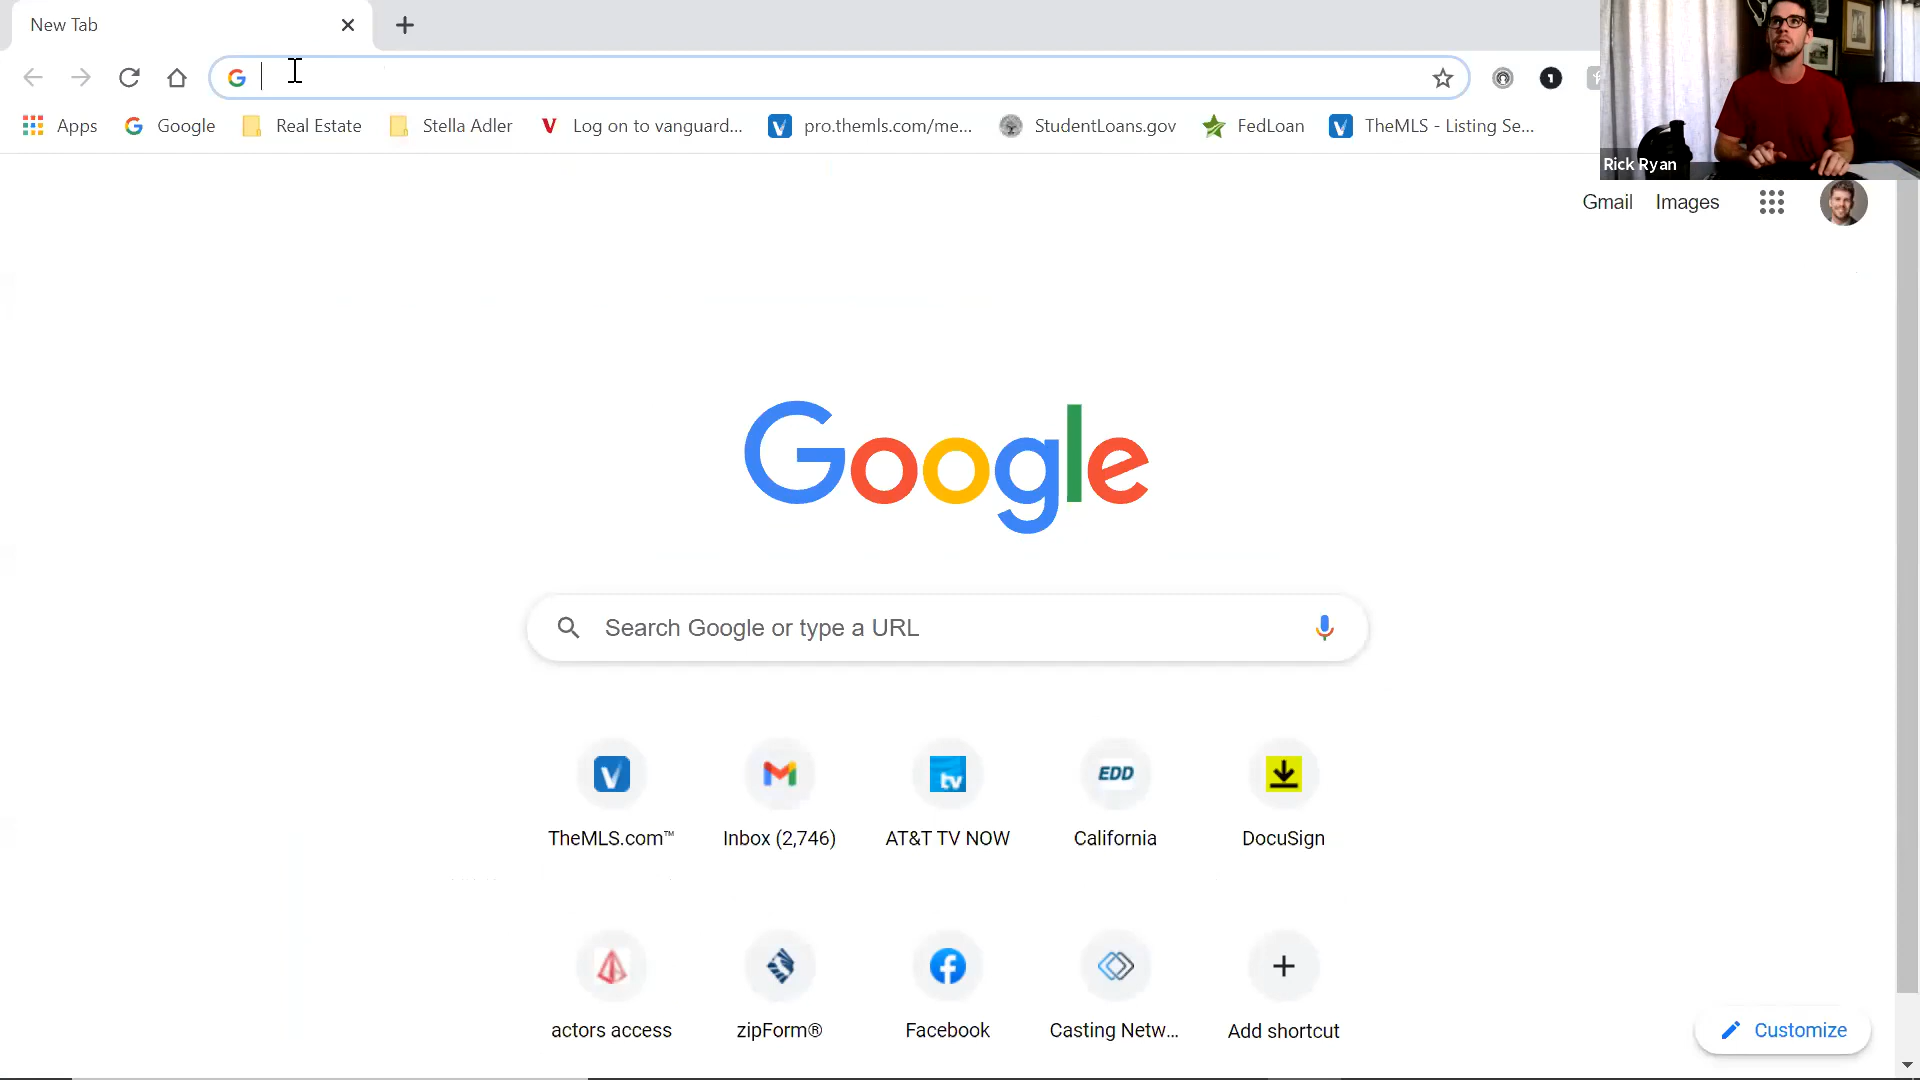 New Tab
Apps Google Real Estate Stella Adler Log on to vanguard... pro.themls.com/me... StudentLoans.gov FedLoan TheMLS - Listing Se...
Rick Ryan
Gmail Images
Google
Search Google or type a URL
TheMLS.com™ Inbox (2,746) AT&T TV NOW California DocuSign
tv
EDD
actors access zipForm® Facebook Casting Netw... Add shortcut
Customize